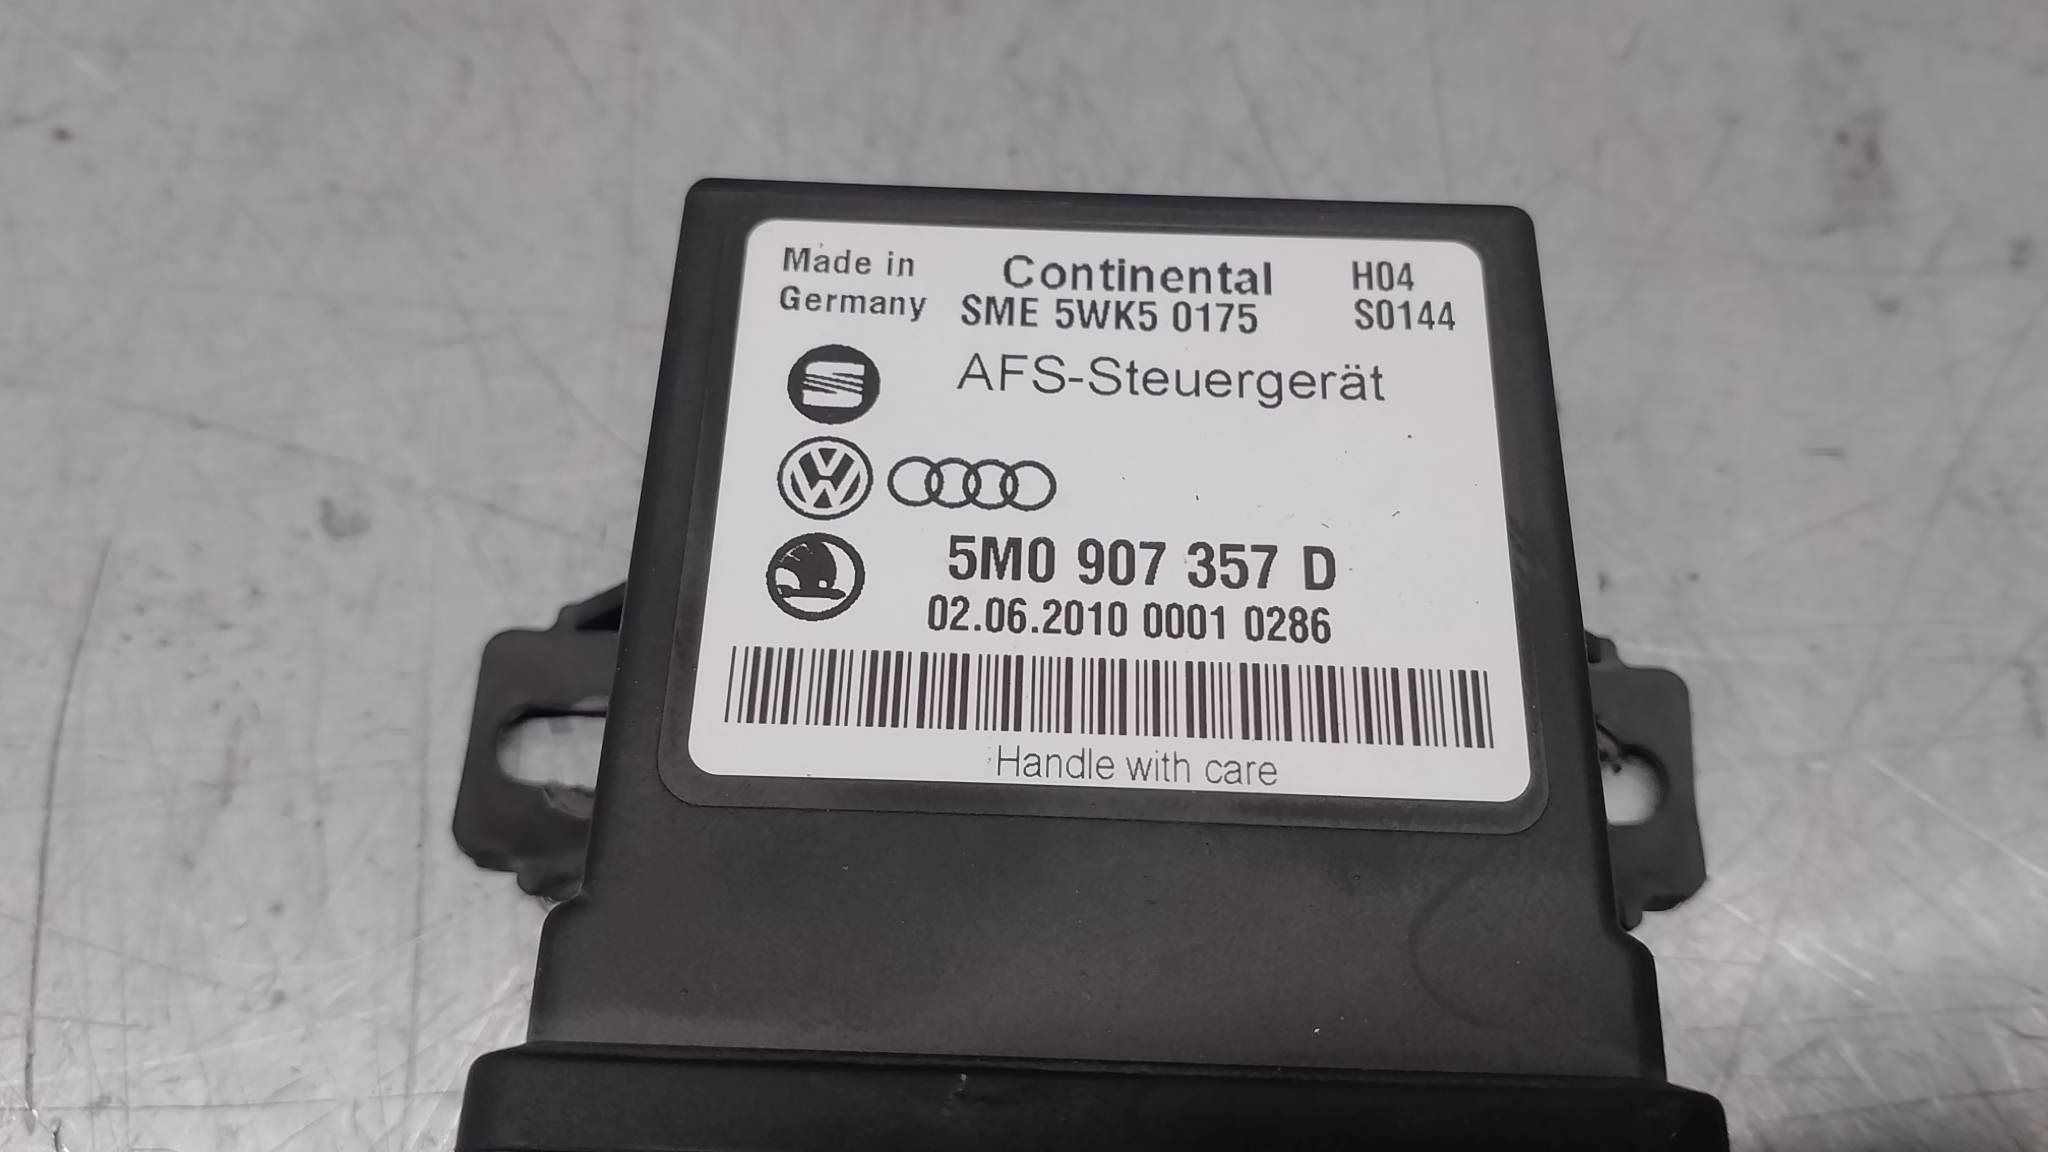 Made in
Germany
Continental
SME 5WK5 0175
H04
S0144
AFS-Steuergerät
5M0 907 357 D
02.06.2010 0001 0286
Handle with care